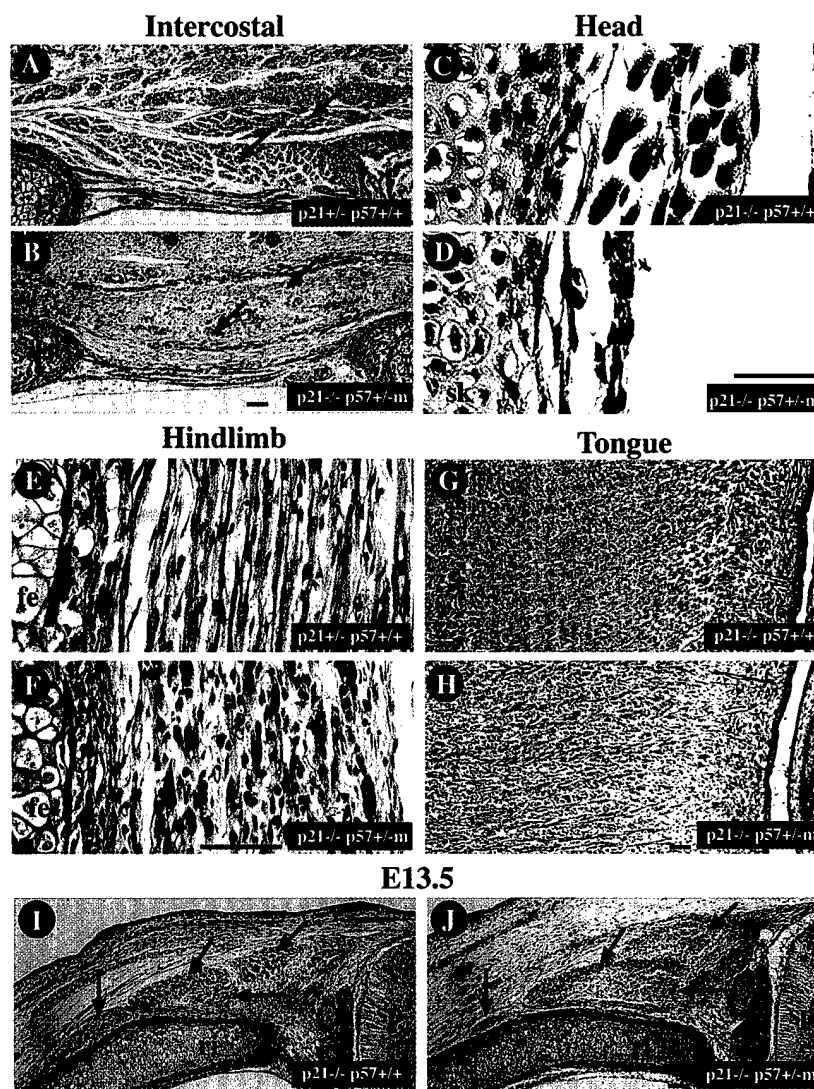 Intercostal
Head
A
p21+/- p57+/+
C
sk
p21-/- p57+/+
B
p21-/- p57+/-m
D
sk
p21-/- p57+/-m
Hindlimb
Tongue
E
fe
p21+/- p57+/+
G
p21-/- p57+/+
F
fe
p21-/- p57+/-m
H
p21-/- p57+/-m
E13.5
I
p21-/- p57+/+
J
p21-/- p57+/-m